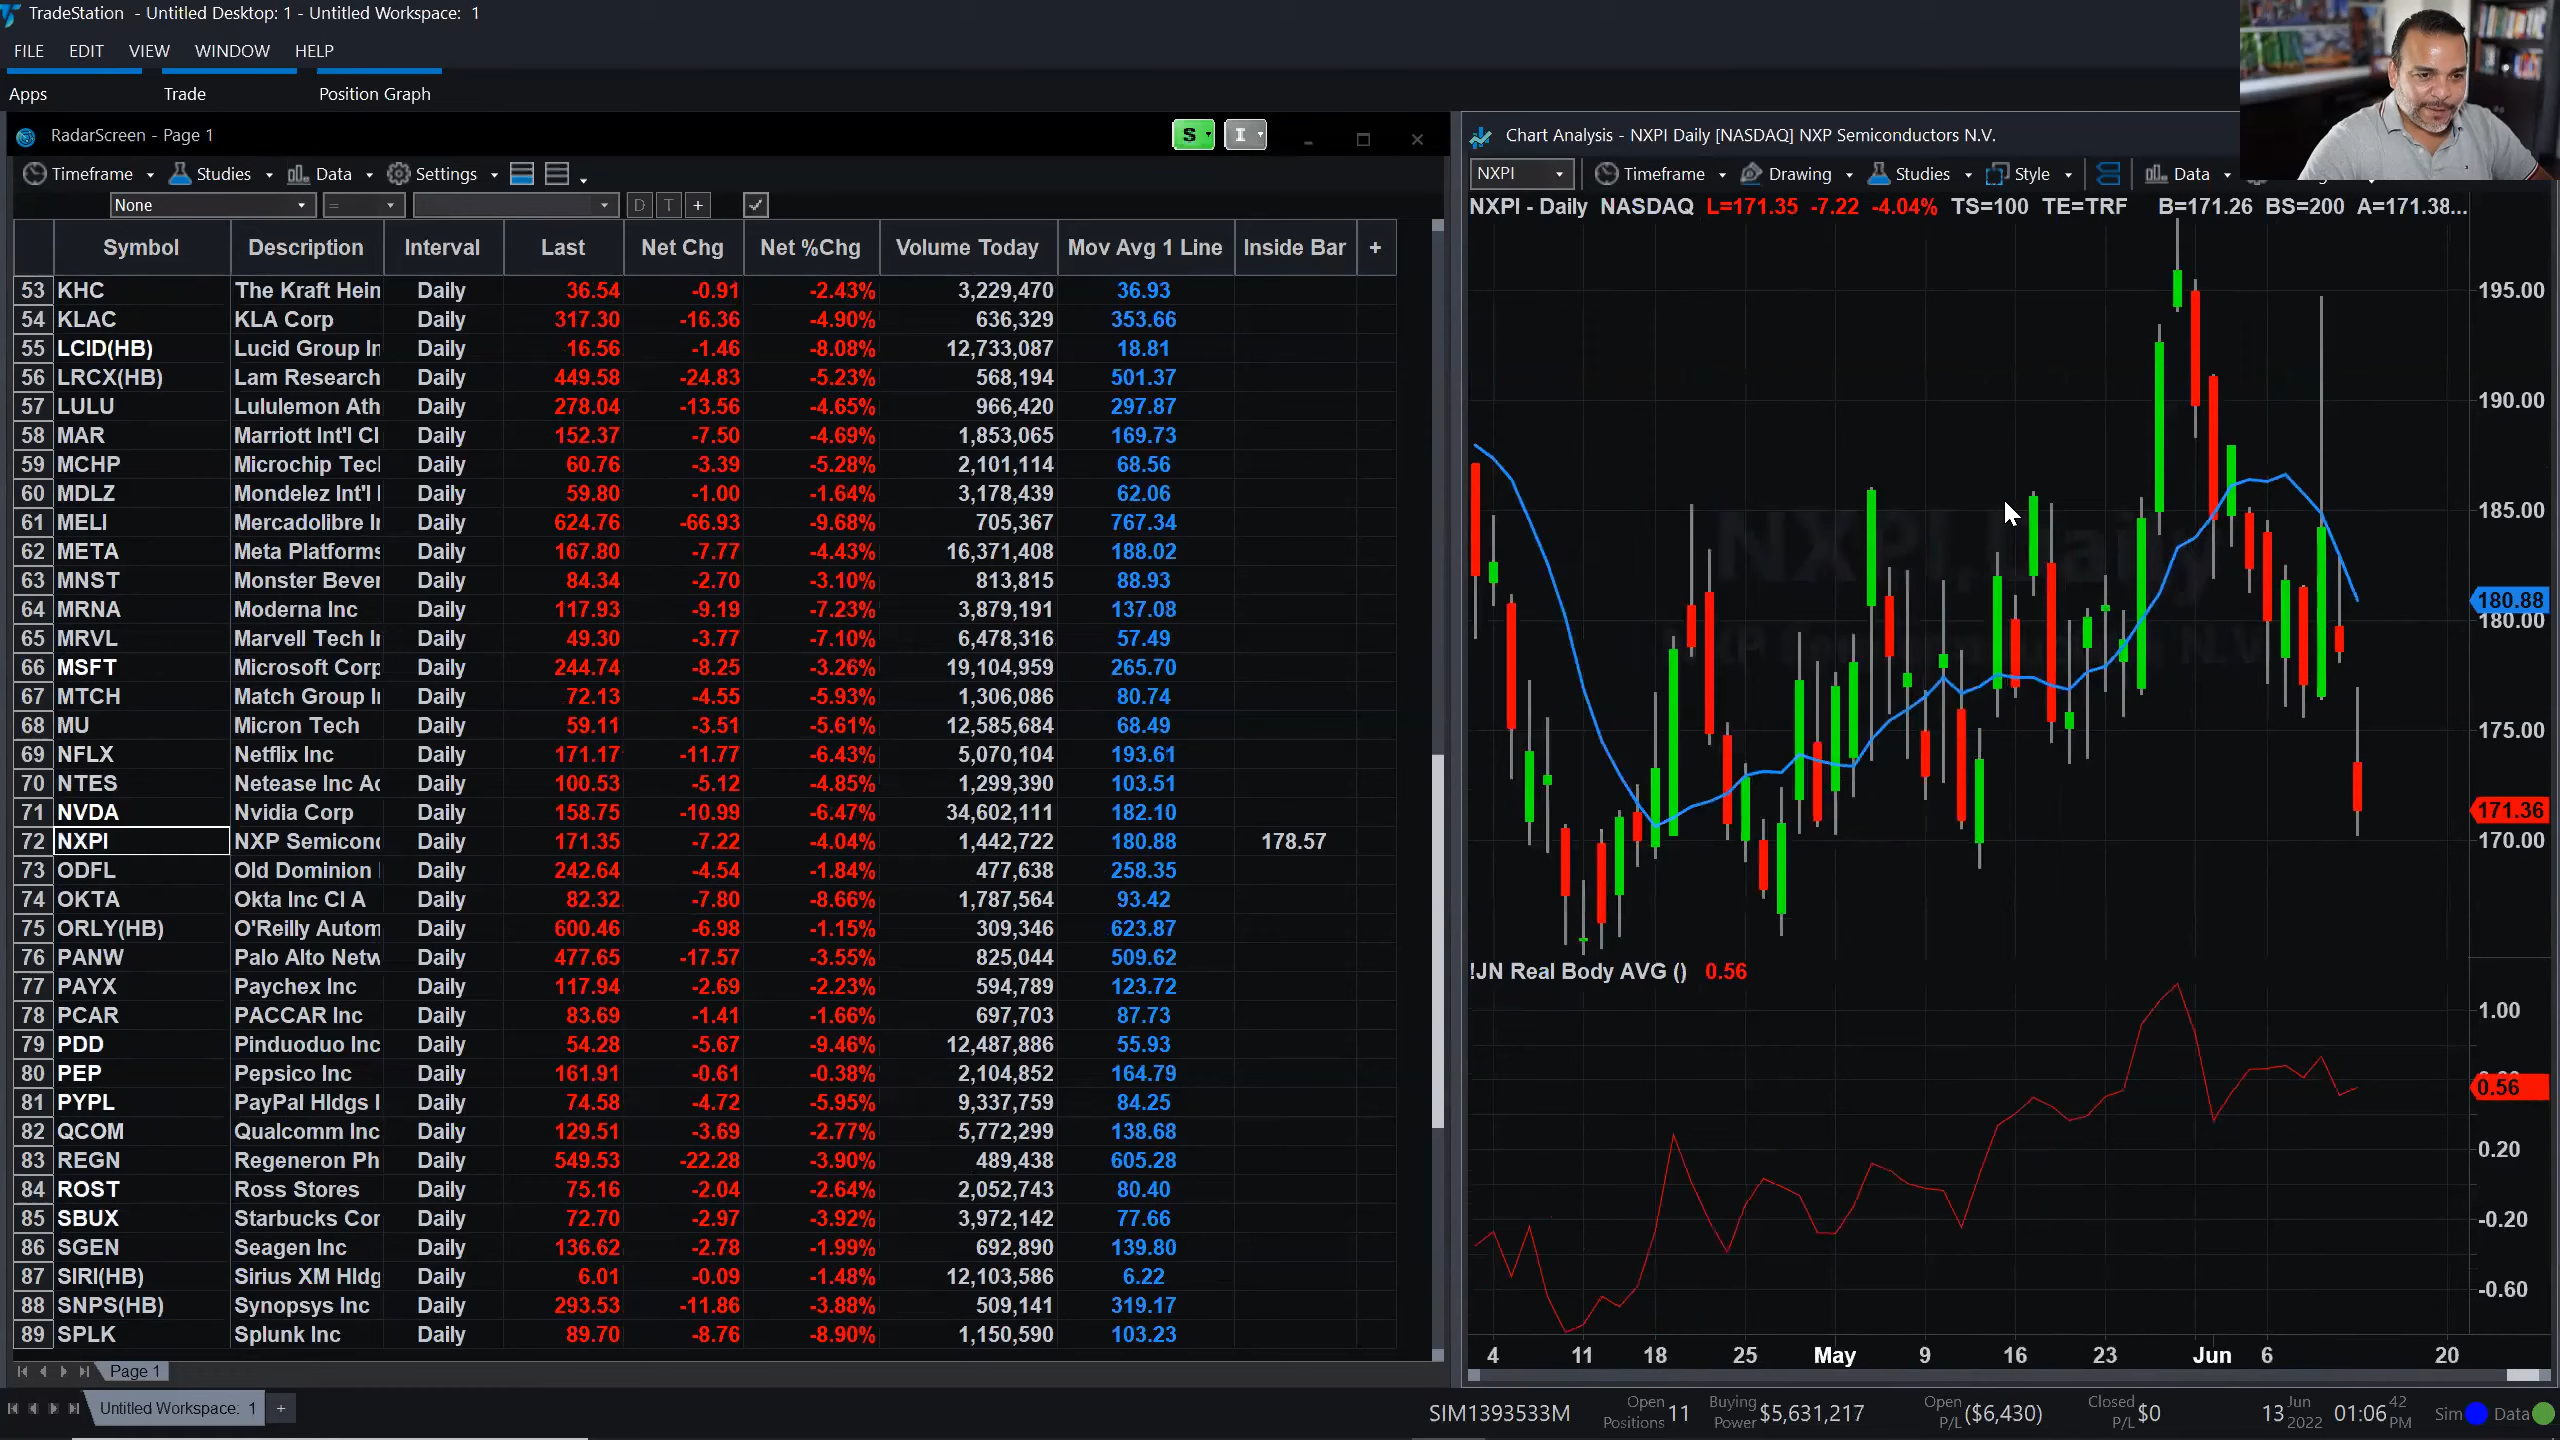 TradeStation - Untitled Desktop: 1 - Untitled Workspace: 1
FILE EDIT VIEW WINDOW HELP
Apps Trade Position Graph
RadarScreen - Page 1 S I
Timeframe Studies Data Settings
None = D T +
Symbol Description Interval Last Net Chg Net %Chg Volume Today Mov Avg 1 Line Inside Bar +
53 KHC The Kraft Hein Daily 36.54 -0.91 -2.43% 3,229,470 36.93
54 KLAC KLA Corp Daily 317.30 -16.36 -4.90% 636,329 353.66
55 LCID(HB) Lucid Group In Daily 16.56 -1.46 -8.08% 12,733,087 18.81
56 LRCX(HB) Lam Research Daily 449.58 -24.83 -5.23% 568,194 501.37
57 LULU Lululemon Ath Daily 278.04 -13.56 -4.65% 966,420 297.87
58 MAR Marriott Int'l Cl Daily 152.37 -7.50 -4.69% 1,853,065 169.73
59 MCHP Microchip Tecl Daily 60.76 -3.39 -5.28% 2,101,114 68.56
60 MDLZ Mondelez Int'l I Daily 59.80 -1.00 -1.64% 3,178,439 62.06
61 MELI Mercadolibre Ir Daily 624.76 -66.93 -9.68% 705,367 767.34
62 META Meta Platforms Daily 167.80 -7.77 -4.43% 16,371,408 188.02
63 MNST Monster Bever Daily 84.34 -2.70 -3.10% 813,815 88.93
64 MRNA Moderna Inc Daily 117.93 -9.19 -7.23% 3,879,191 137.08
65 MRVL Marvell Tech Ir Daily 49.30 -3.77 -7.10% 6,478,316 57.49
66 MSFT Microsoft Corp Daily 244.74 -8.25 -3.26% 19,104,959 265.70
67 MTCH Match Group Ir Daily 72.13 -4.55 -5.93% 1,306,086 80.74
68 MU Micron Tech Daily 59.11 -3.51 -5.61% 12,585,684 68.49
69 NFLX Netflix Inc Daily 171.17 -11.77 -6.43% 5,070,104 193.61
70 NTES Netease Inc Ac Daily 100.53 -5.12 -4.85% 1,299,390 103.51
71 NVDA Nvidia Corp Daily 158.75 -10.99 -6.47% 34,602,111 182.10
72 NXPI NXP Semicond Daily 171.35 -7.22 -4.04% 1,442,722 180.88 178.57
73 ODFL Old Dominion Daily 242.64 -4.54 -1.84% 477,638 258.35
74 OKTA Okta Inc Cl A Daily 82.32 -7.80 -8.66% 1,787,564 93.42
75 ORLY(HB) O'Reilly Autom Daily 600.46 -6.98 -1.15% 309,346 623.87
76 PANW Palo Alto Netw Daily 477.65 -17.57 -3.55% 825,044 509.62
77 PAYX Paychex Inc Daily 117.94 -2.69 -2.23% 594,789 123.72
78 PCAR PACCAR Inc Daily 83.69 -1.41 -1.66% 697,703 87.73
79 PDD Pinduoduo Inc Daily 54.28 -5.67 -9.46% 12,487,886 55.93
80 PEP Pepsico Inc Daily 161.91 -0.61 -0.38% 2,104,852 164.79
81 PYPL PayPal Hldgs I Daily 74.58 -4.72 -5.95% 9,337,759 84.25
82 QCOM Qualcomm Inc Daily 129.51 -3.69 -2.77% 5,772,299 138.68
83 REGN Regeneron Ph Daily 549.53 -22.28 -3.90% 489,438 605.28
84 ROST Ross Stores Daily 75.16 -2.04 -2.64% 2,052,743 80.40
85 SBUX Starbucks Cor Daily 72.70 -2.97 -3.92% 3,972,142 77.66
86 SGEN Seagen Inc Daily 136.62 -2.78 -1.99% 692,890 139.80
87 SIRI(HB) Sirius XM Hldg Daily 6.01 -0.09 -1.48% 12,103,586 6.22
88 SNPS(HB) Synopsys Inc Daily 293.53 -11.86 -3.88% 509,141 319.17
89 SPLK Splunk Inc Daily 89.70 -8.76 -8.90% 1,150,590 103.23
Page 1
Untitled Workspace: 1 +
Chart Analysis - NXPI Daily [NASDAQ] NXP Semiconductors N.V.
NXPI Timeframe Drawing Studies Style Data
NXPI - Daily NASDAQ L=171.35 -7.22 -4.04% TS=100 TE=TRF B=171.26 BS=200 A=171.38...
NXPI,Daily
NXP Semiconductors N.V.
195.00
190.00
185.00
180.88
180.00
175.00
171.36
170.00
!JN Real Body AVG () 0.56
1.00
0.56
0.20
-0.20
-0.60
4 11 18 25 May 9 16 23 Jun 6 20
SIM1393533M Open Positions 11 Buying Power $5,631,217 Open P/L ($6,430) Closed P/L $0 13 Jun 2022 01:06 42 PM Sim Data